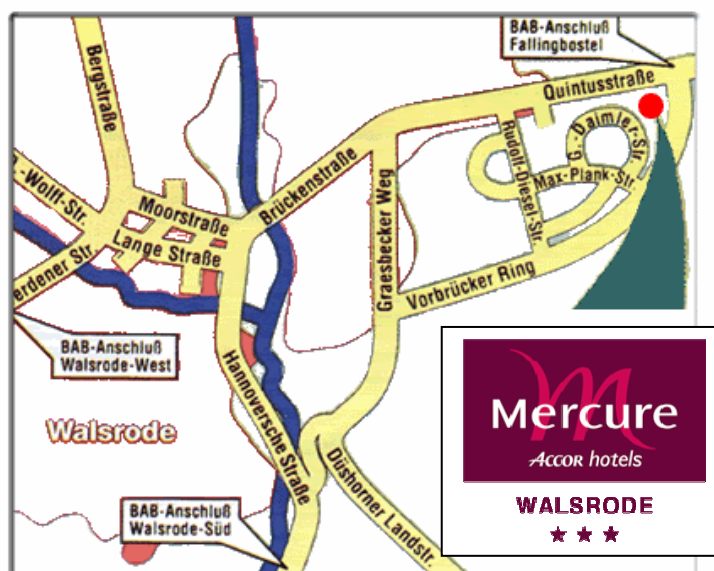 BAB-Anschluß
Fallingbostel
Quintusstraße
Bergstraße
G.-Daimler-Str.
Rudolf-Diesel-Str.
Max-Plank-Str.
Brückenstraße
Graesbecker Weg
.-Wolff-Str.
Moorstraße
Lange Straße
erdener Str.
Vorbrücker Ring
BAB-Anschluß
Walsrode-West
Hannoversche Straße
Walsrode
Düshorner Landstr.
BAB-Anschluß
Walsrode-Süd
Mercure
ACCOR hotels
WALSRODE